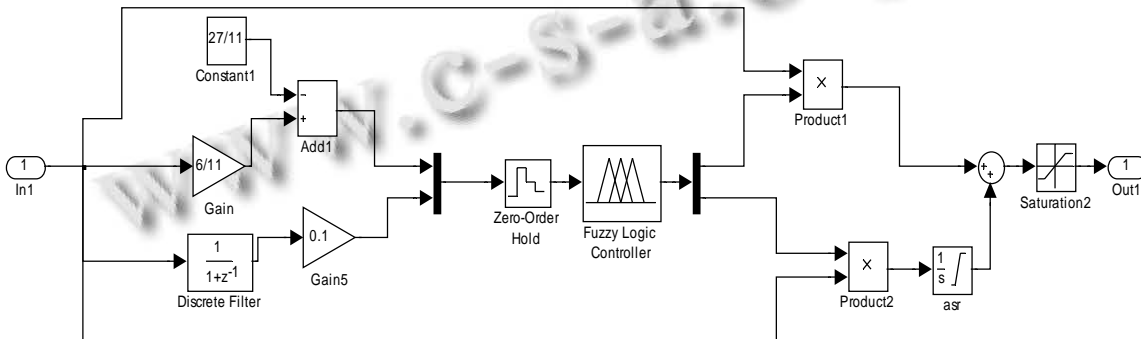 www.c-s-a.
27/11
Constant1
−
+
Add1
×
Product1
1
In1
6/11
Gain
Zero-Order
Hold
Fuzzy Logic
Controller
+
+
Saturation2
1
Out1
1
1+z-1
Discrete Filter
0.1
Gain5
×
Product2
1
s
asr